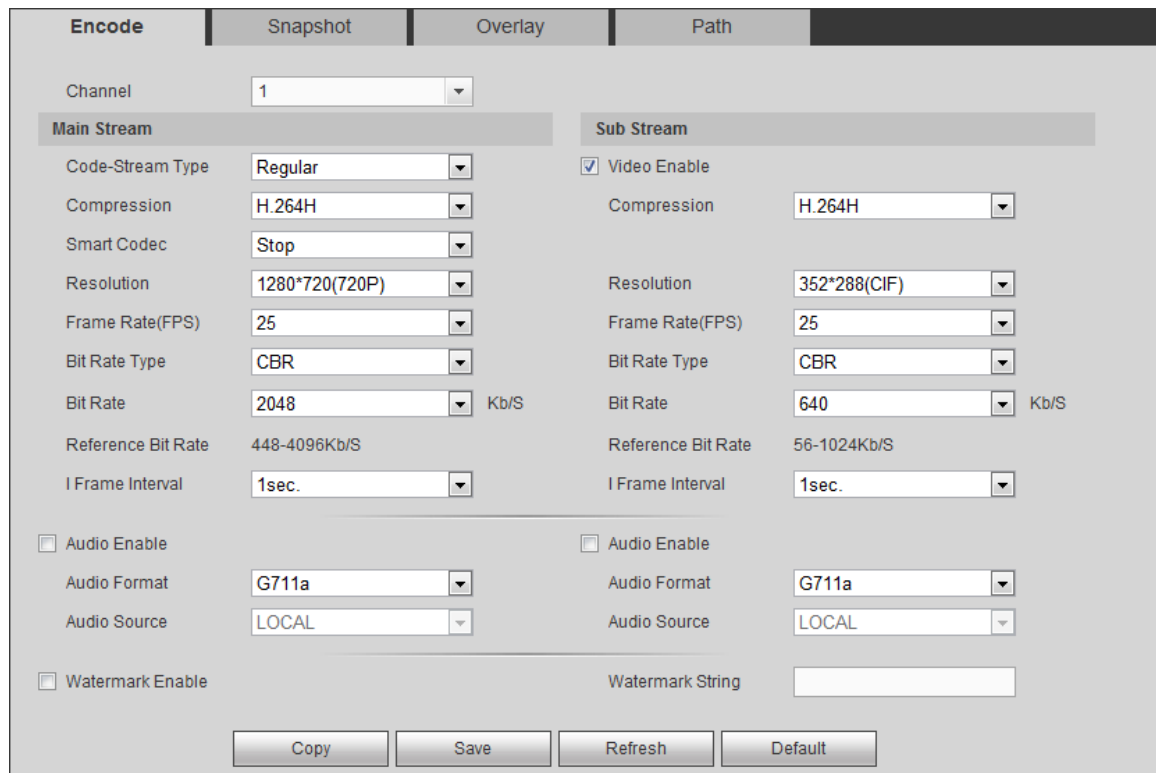 Encode Snapshot Overlay Path
Channel 1
Main Stream Sub Stream
Code-Stream Type Regular Video Enable
Compression H.264H Compression H.264H
Smart Codec Stop
Resolution 1280*720(720P) Resolution 352*288(CIF)
Frame Rate(FPS) 25 Frame Rate(FPS) 25
Bit Rate Type CBR Bit Rate Type CBR
Bit Rate 2048 Kb/S Bit Rate 640 Kb/S
Reference Bit Rate 448-4096Kb/S Reference Bit Rate 56-1024Kb/S
I Frame Interval 1sec. I Frame Interval 1sec.
Audio Enable Audio Enable
Audio Format G711a Audio Format G711a
Audio Source LOCAL Audio Source LOCAL
Watermark Enable Watermark String
Copy Save Refresh Default